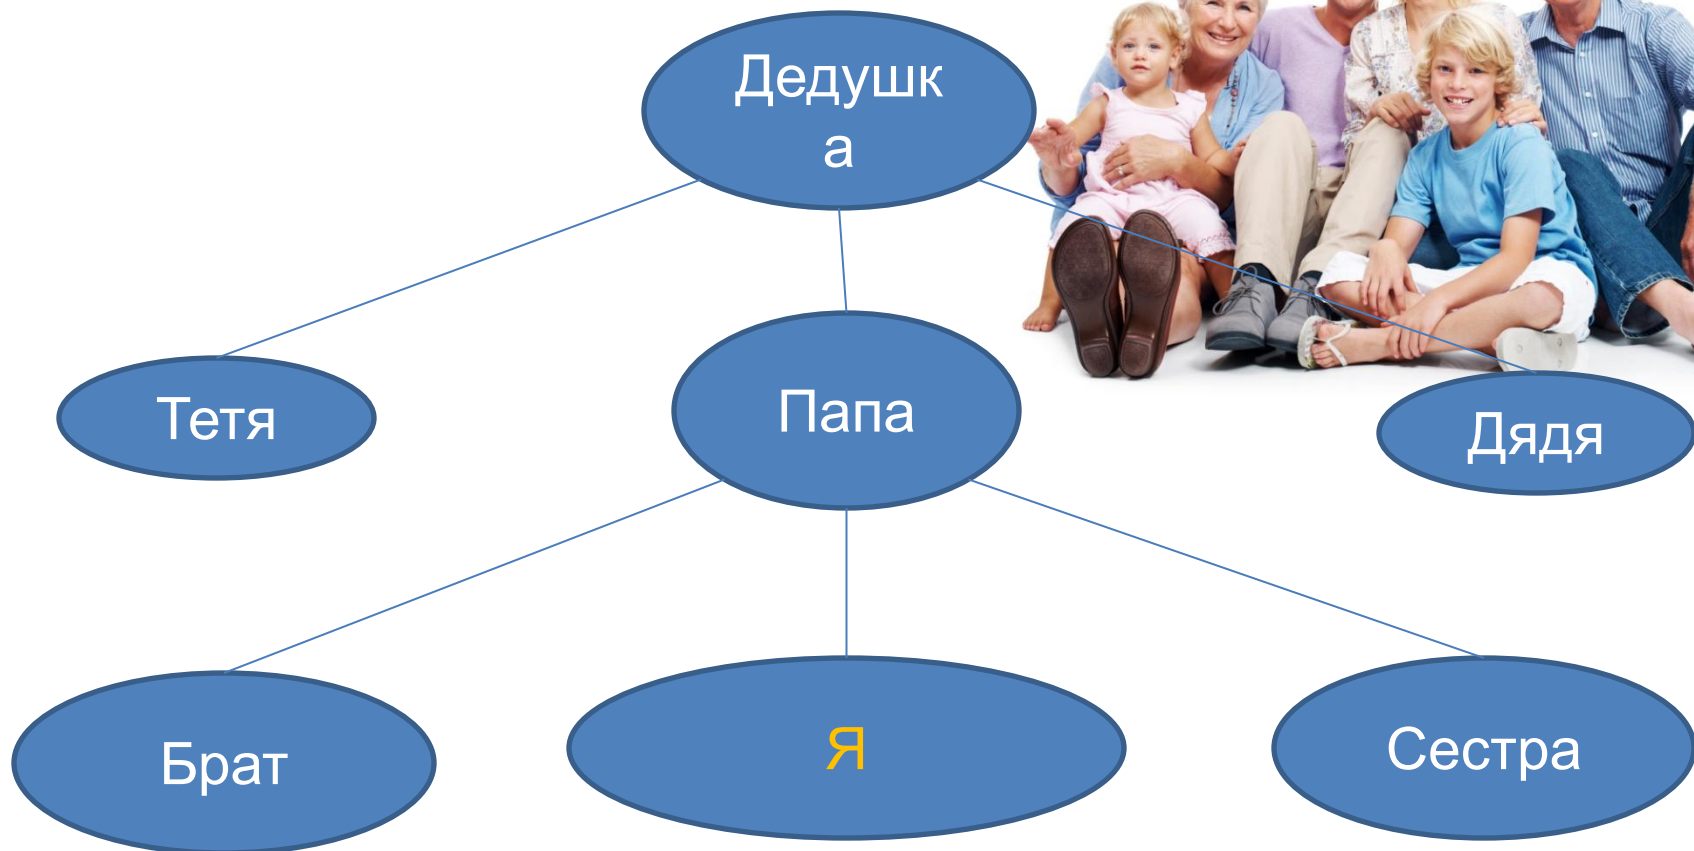 Дедушк
а
Тетя
Папа
Дядя
Брат
Я
Сестра